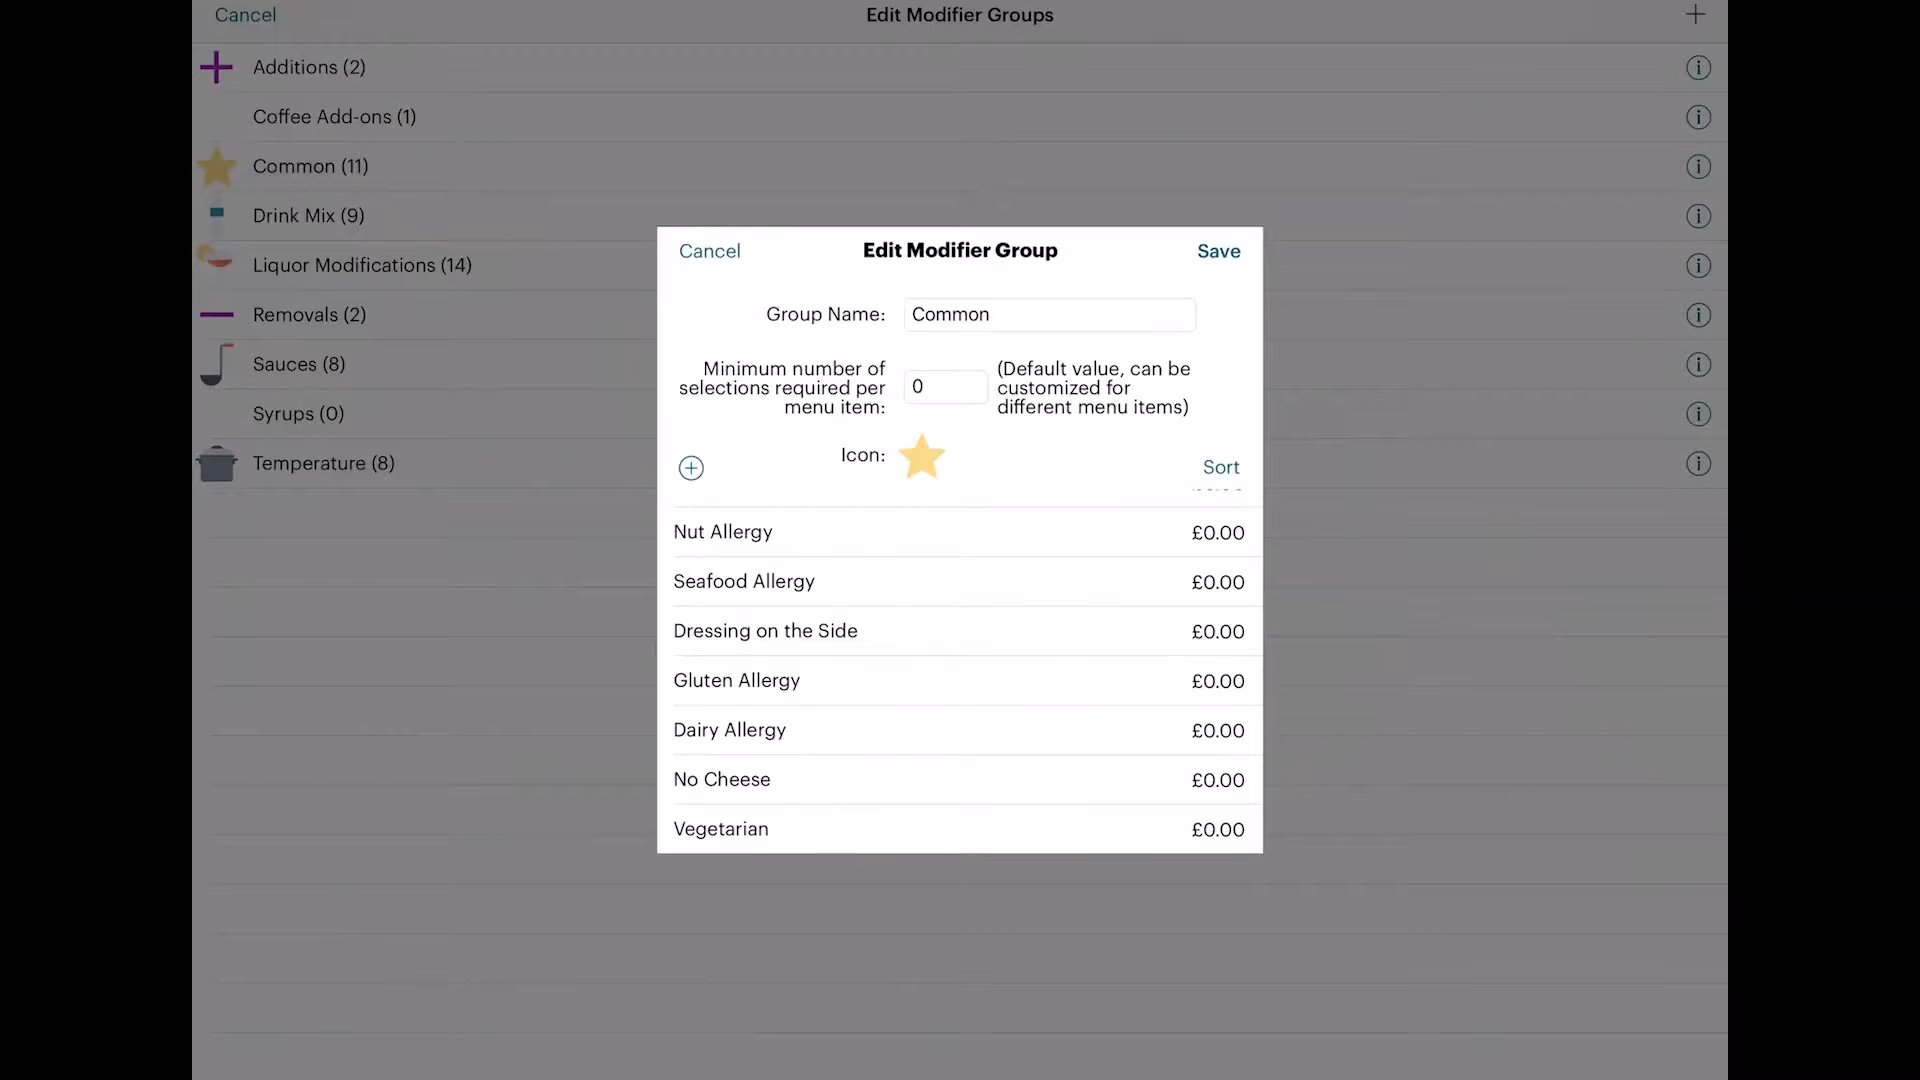 Cancel
Edit Modifier Groups
Additions (2)
Coffee Add-ons (1)
Common (11)
Drink Mix (9)
Liquor Modifications (14)
Removals (2)
Sauces (8)
Syrups (0)
Temperature (8)
Cancel
Edit Modifier Group
Save
Group Name:
Common
Minimum number of
selections required per
menu item:
0
(Default value, can be
customized for
different menu items)
Icon:
Sort
Nut Allergy
£0.00
Seafood Allergy
£0.00
Dressing on the Side
£0.00
Gluten Allergy
£0.00
Dairy Allergy
£0.00
No Cheese
£0.00
Vegetarian
£0.00